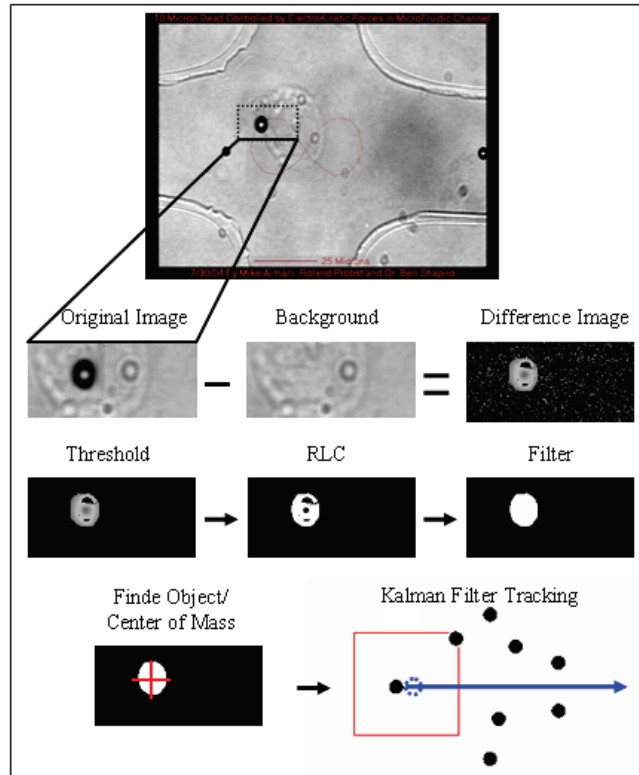 10 Micron Bead Controlled by ElectroKinetic Forces in MicroFluidic Channel
25 Microns
7/30/04 By Mike Armani, Roland Probst and Dr. Ben Shapiro
Original Image
Background
Difference Image
Threshold
RLC
Filter
Finde Object/
Center of Mass
Kalman Filter Tracking